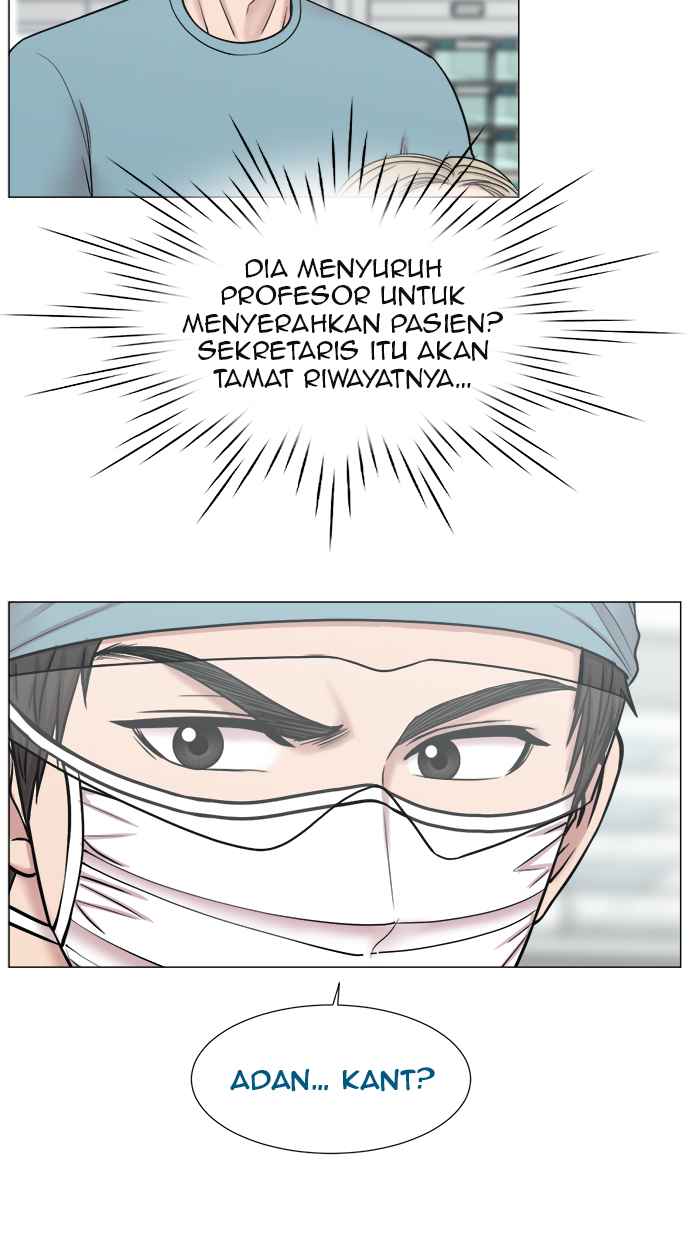 DIA MENYURUH
PROFESOR UNTUK
MENYERAHKAN PASIEN?
SEKRETARIS ITU AKAN
TAMAT RIWAYATNYA...
ADAN... KANT?